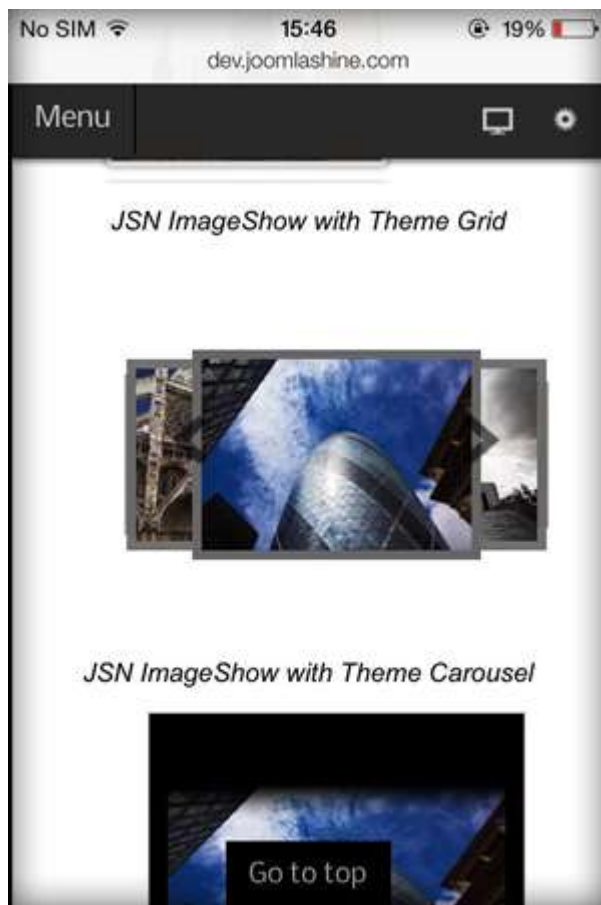 No SIM 15:46 19%
dev.joomlashine.com
Menu
JSN ImageShow with Theme Grid
JSN ImageShow with Theme Carousel
Go to top